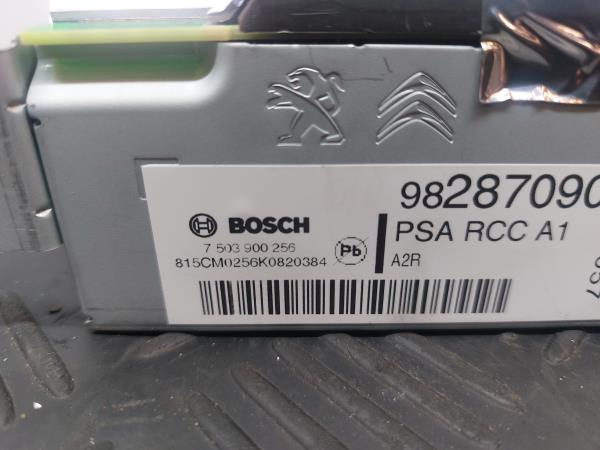 BOSCH
7 503 900 256
815CM0256K0820384
Pb
98287090
PSA RCC A1
A2R